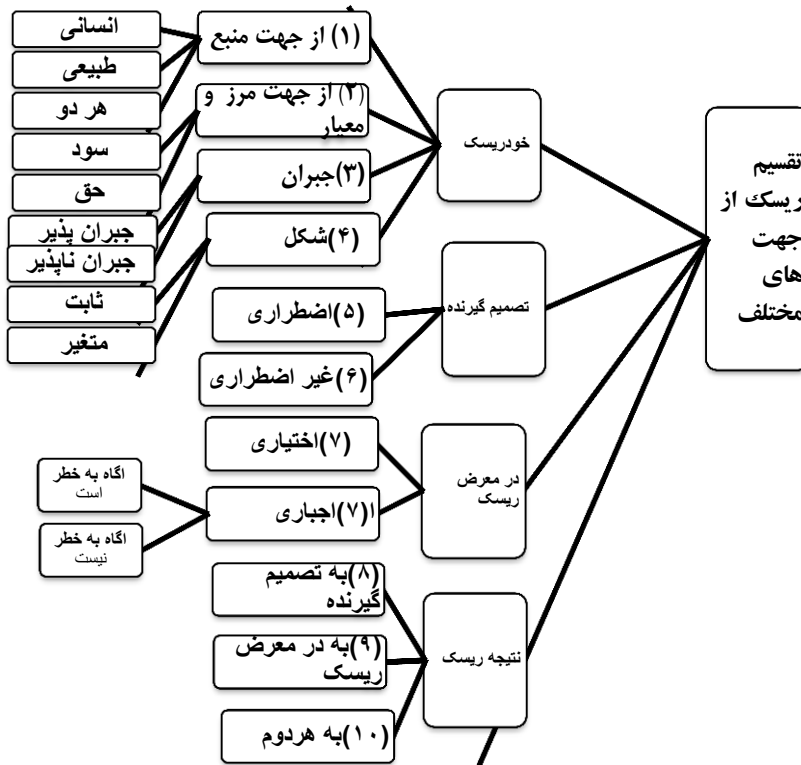 تقسیم
ریسک از
جهت
های
مختلف
خودریسک
(۱) از جهت منبع
انسانی
طبیعی
هر دو
(۲) از جهت مرز و
معیار
سود
حق
(۳)جبران
جبران پذیر
جبران ناپذیر
(۴)شکل
ثابت
متغیر
تصمیم گیرنده
(۵)اضطراری
(۶)غیر اضطراری
در معرض
ریسک
(۷)اختیاری
ا(۷)اجباری
اگاه به خطر
است
اگاه به خطر
نیست
نتیجه ریسک
(۸)به تصمیم
گیرنده
(۹)به در معرض
ریسک
(۱۰)به هردوم